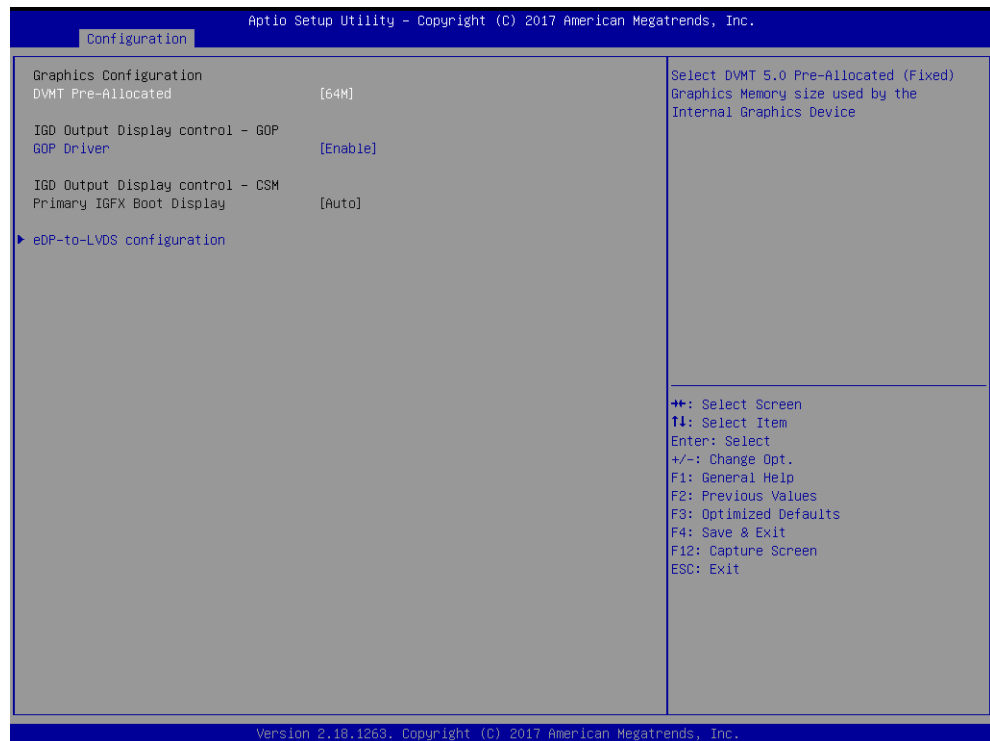 Aptio Setup Utility – Copyright (C) 2017 American Megatrends, Inc.
Configuration
Graphics Configuration
DVMT Pre-Allocated [64M]
IGD Output Display control – GOP
GOP Driver [Enable]
IGD Output Display control – CSM
Primary IGFX Boot Display [Auto]
▶ eDP-to-LVDS configuration
Select DVMT 5.0 Pre-Allocated (Fixed)
Graphics Memory size used by the
Internal Graphics Device
→←: Select Screen
↑↓: Select Item
Enter: Select
+/-: Change Opt.
F1: General Help
F2: Previous Values
F3: Optimized Defaults
F4: Save & Exit
F12: Capture Screen
ESC: Exit
Version 2.18.1263. Copyright (C) 2017 American Megatrends, Inc.